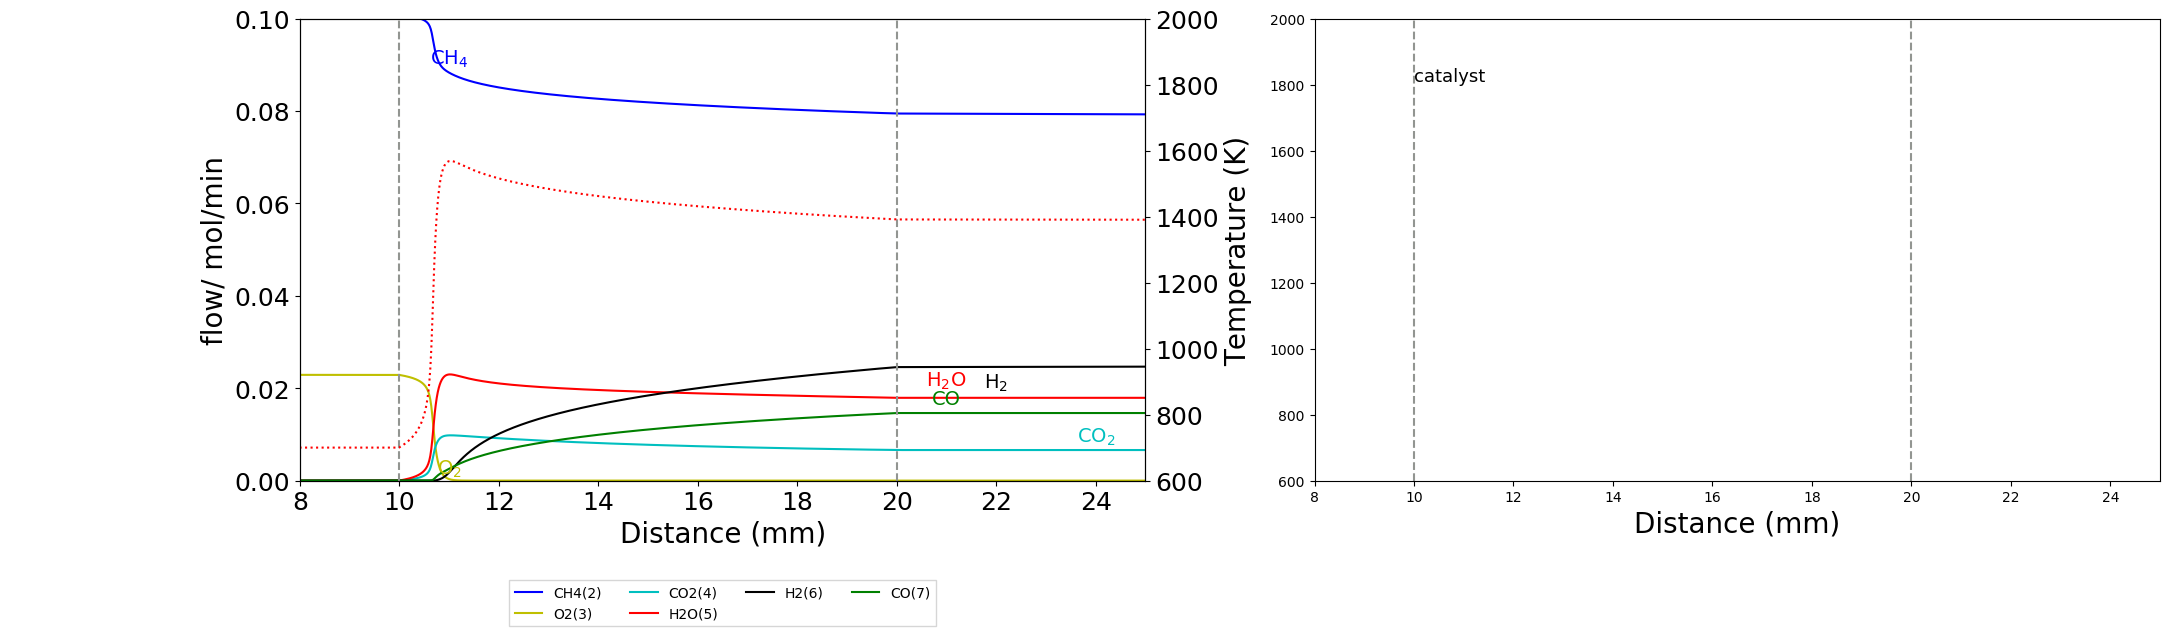 0.10
0.08
0.06
0.04
0.02
0.00
flow/ mol/min
8 10 12 14 16 18 20 22 24
Distance (mm)
CH₄
O₂
H₂O
H₂
CO
CO₂
2000
1800
1600
1400
1200
1000
800
600
Temperature (K)
CH4(2) CO2(4) H2(6) CO(7)
O2(3) H2O(5)
2000
1800
1600
1400
1200
1000
800
600
catalyst
8 10 12 14 16 18 20 22 24
Distance (mm)